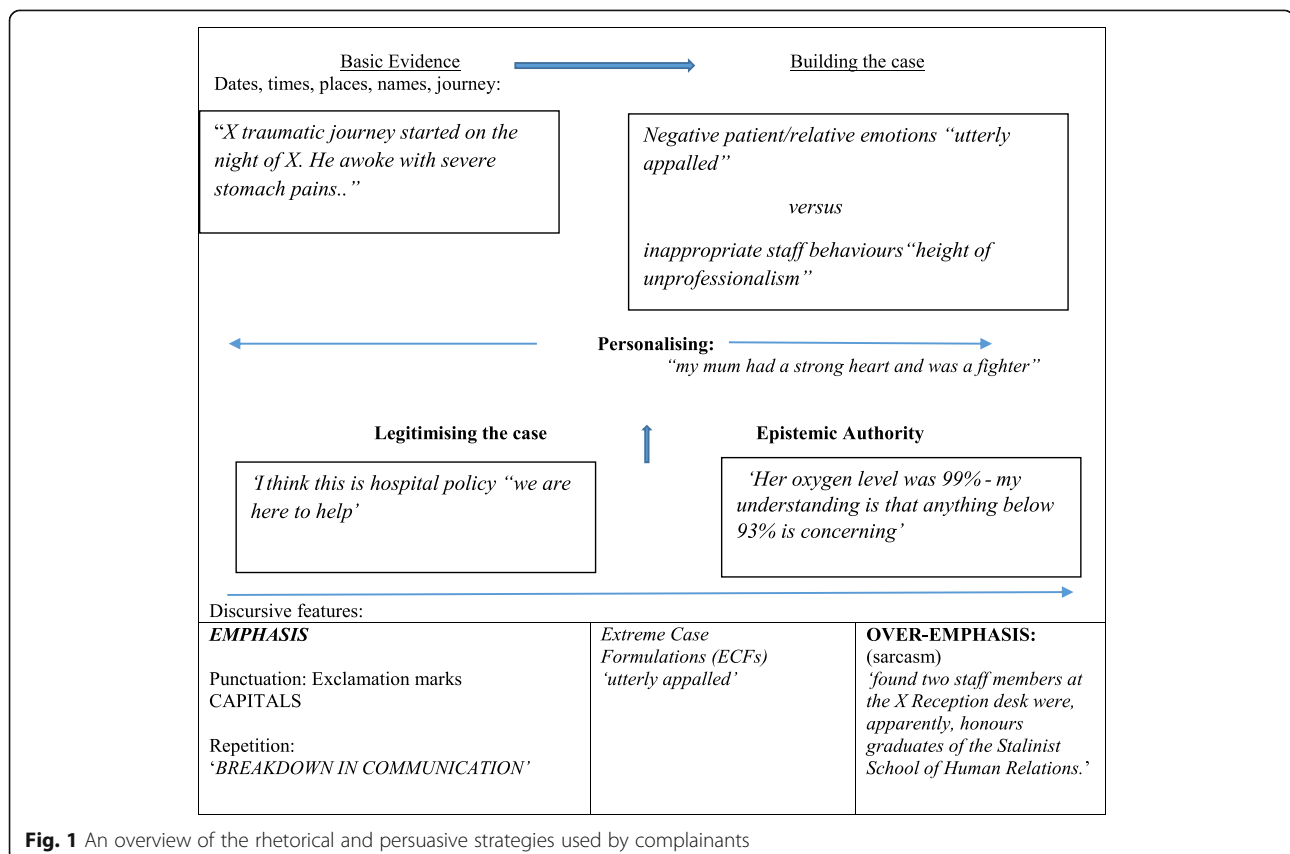 Basic Evidence
Building the case
Dates, times, places, names, journey:
“X traumatic journey started on the
night of X. He awoke with severe
stomach pains..”
Negative patient/relative emotions “utterly
appalled”
versus
inappropriate staff behaviours“height of
unprofessionalism”
Personalising:
“my mum had a strong heart and was a fighter”
Legitimising the case
Epistemic Authority
‘I think this is hospital policy “we are
here to help’
‘Her oxygen level was 99% - my
understanding is that anything below
93% is concerning’
Discursive features:
EMPHASIS
Punctuation: Exclamation marks
CAPITALS
Repetition:
‘BREAKDOWN IN COMMUNICATION’
Extreme Case
Formulations (ECFs)
‘utterly appalled’
OVER-EMPHASIS:
(sarcasm)
‘found two staff members at
the X Reception desk were,
apparently, honours
graduates of the Stalinist
School of Human Relations.’
Fig. 1 An overview of the rhetorical and persuasive strategies used by complainants